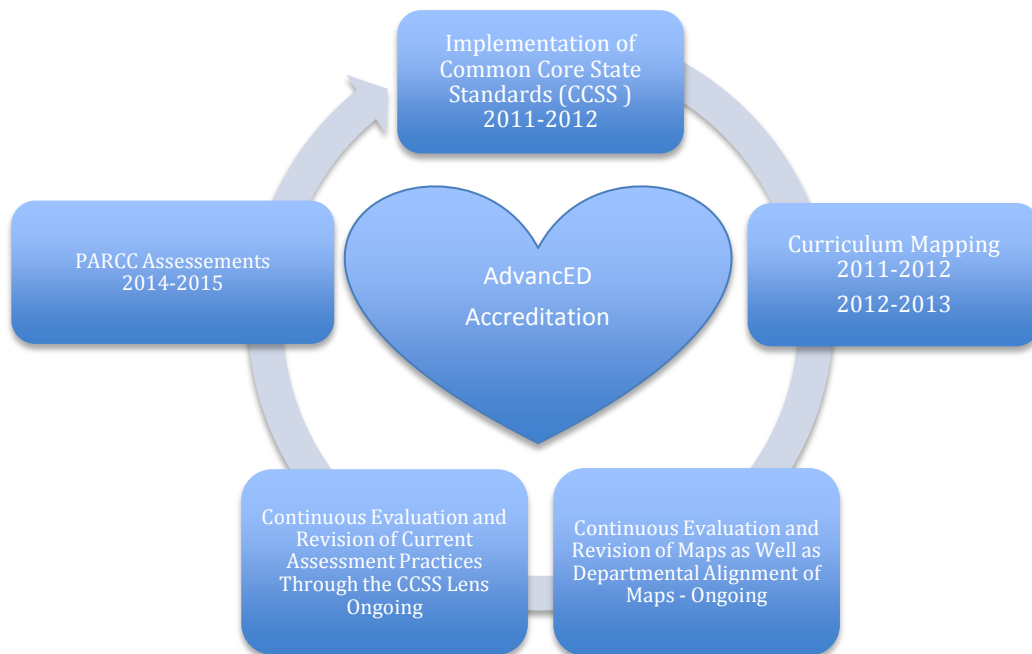 Implementation of
Common Core State
Standards (CCSS )
2011-2012
Curriculum Mapping
2011-2012
2012-2013
Continuous Evaluation and
Revision of Maps as Well as
Departmental Alignment of
Maps - Ongoing
Continuous Evaluation and
Revision of Current
Assessment Practices
Through the CCSS Lens
Ongoing
PARCC Assessements
2014-2015
AdvancED
Accreditation